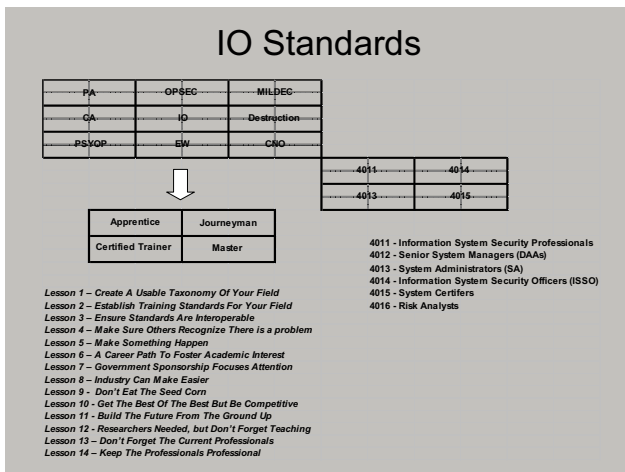 IO Standards
PA OPSEC MILDEC
CA IO Destruction
PSYOP EW CNO
4011 4014
4013 4015
Apprentice Journeyman
Certified Trainer Master
4011 - Information System Security Professionals
4012 - Senior System Managers (DAAs)
4013 - System Administrators (SA)
4014 - Information System Security Officers (ISSO)
4015 - System Certifers
4016 - Risk Analysts
Lesson 1 – Create A Usable Taxonomy Of Your Field
Lesson 2 – Establish Training Standards For Your Field
Lesson 3 – Ensure Standards Are Interoperable
Lesson 4 – Make Sure Others Recognize There is a problem
Lesson 5 – Make Something Happen
Lesson 6 – A Career Path To Foster Academic Interest
Lesson 7 – Government Sponsorship Focuses Attention
Lesson 8 – Industry Can Make Easier
Lesson 9 - Don't Eat The Seed Corn
Lesson 10 - Get The Best Of The Best But Be Competitive
Lesson 11 - Build The Future From The Ground Up
Lesson 12 - Researchers Needed, but Don't Forget Teaching
Lesson 13 – Don't Forget The Current Professionals
Lesson 14 – Keep The Professionals Professional